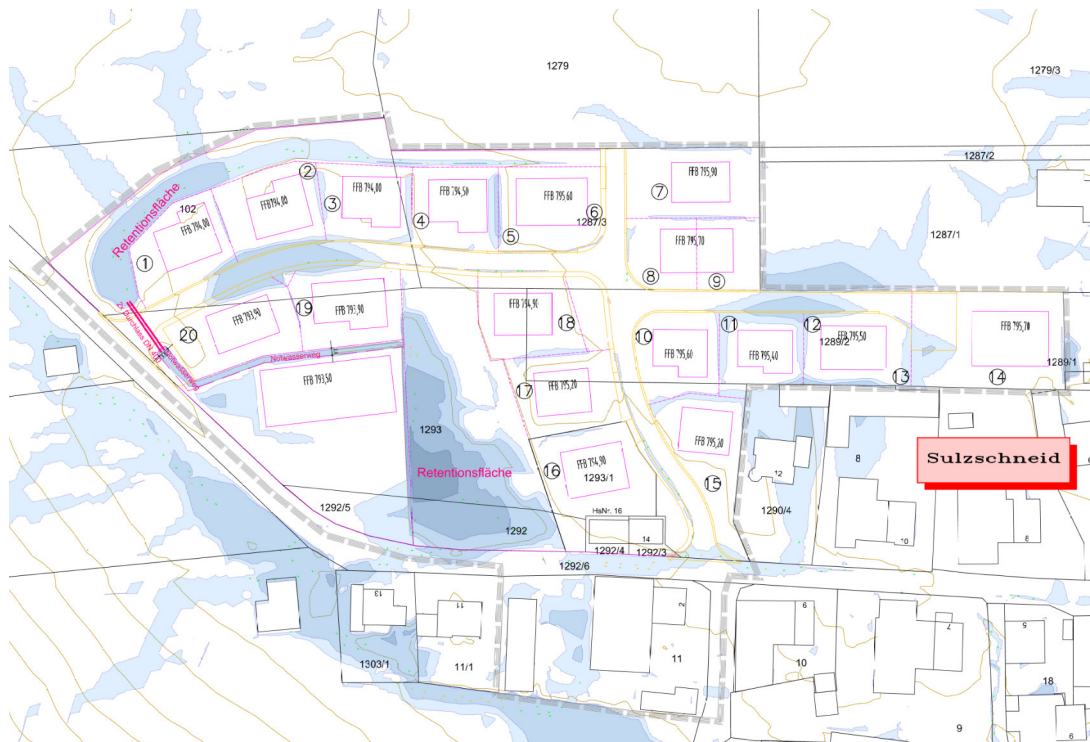 1279
1279/3
1287/2
1287/1
②
FFB 794,00
FFB 794,00
③
FFB 794,50
④
FFB 795,60
⑥
1287/3
⑤
FFB 795,90
⑦
FFB 795,70
⑧
⑨
102
Retentionsfläche
FFB 794,00
①
2x Durchlass DN 400
Notwasserweg
⑳
FFB 793,90
⑲
FFB 793,90
Notwasserweg
FFB 793,50
FFB 794,90
⑱
⑩
FFB 795,60
⑪
FFB 795,40
⑫
FFB 795,50
1289/2
⑬
FFB 795,70
⑭
1289/1
⑰
FFB 795,20
FFB 795,20
⑮
1293
Retentionsfläche
⑯
FFB 794,90
1293/1
Sulzschneid
8
12
10
8
1290/4
HsNr. 16
14
1292/5
1292
1292/4
1292/3
1292/6
13
11
1303/1
11/1
2
11
9
10
7
5
18
9
6